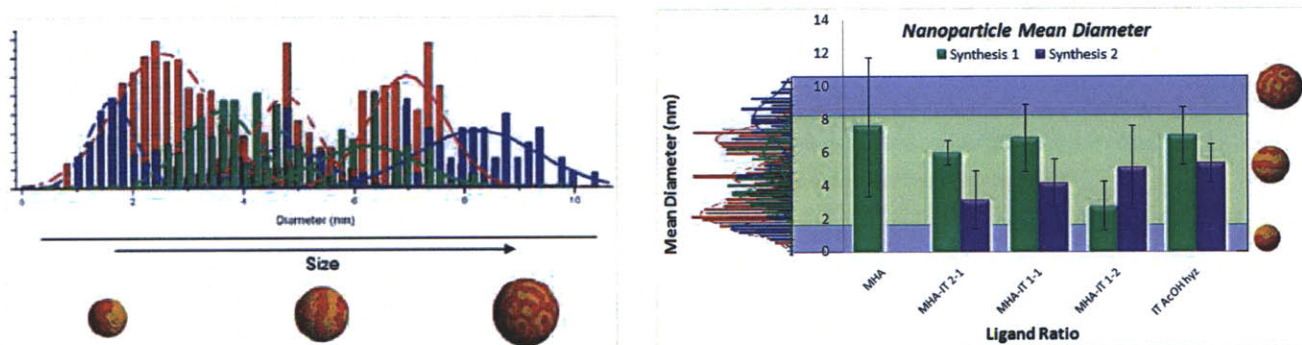 0 2 4 6 8 10
Diameter (nm)
Size
Nanoparticle Mean Diameter
Synthesis 1 Synthesis 2
14
12
10
8
6
4
2
0
Mean Diameter (nm)
MHA
MHA-IT 2-1
MHA-IT 1-1
MHA-IT 1-2
IT AcOH hyz
Ligand Ratio